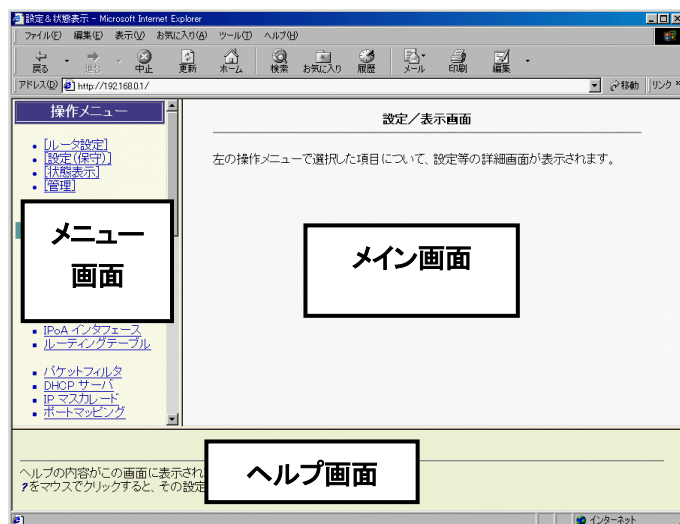 設定&状態表示 - Microsoft Internet Explorer
ファイル(F) 編集(E) 表示(V) お気に入り(A) ツール(T) ヘルプ(H)
戻る 進む 中止 更新 ホーム 検索 お気に入り 履歴 メール 印刷 編集
アドレス(D) http://192.168.0.1/ 移動 リンク »
操作メニュー
[ルータ設定]
[設定(保守)]
[状態表示]
[管理]
メニュー
画面
IPoA インタフェース
ルーティングテーブル
パケットフィルタ
DHCP サーバ
IP マスカレード
ポートマッピング
設定/表示画面
左の操作メニューで選択した項目について、設定等の詳細画面が表示されます。
メイン画面
ヘルプの内容がこの画面に表示され
?をマウスでクリックすると、その設定
ヘルプ画面
インターネット